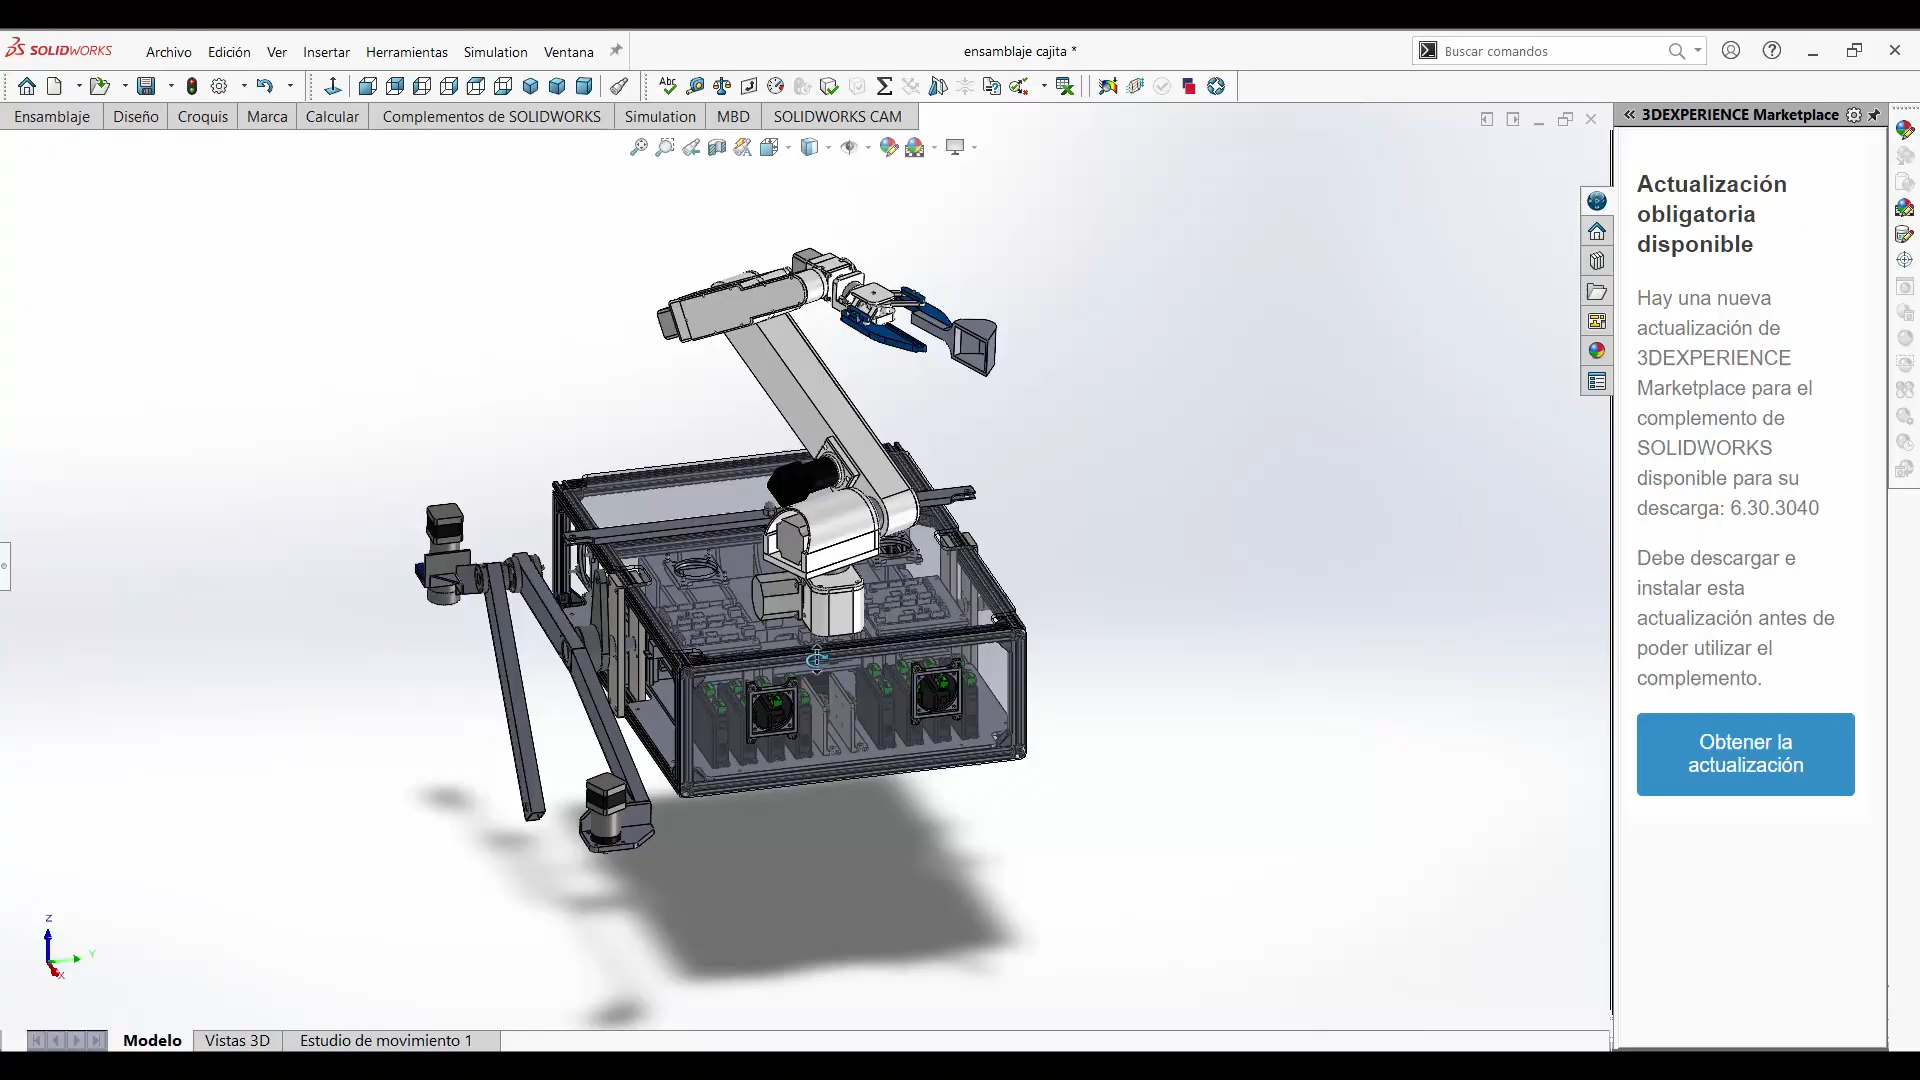 SOLIDWORKS
Archivo Edición Ver Insertar Herramientas Simulation Ventana
ensamblaje cajita *
Buscar comandos
Ensamblaje Diseño Croquis Marca Calcular Complementos de SOLIDWORKS Simulation MBD SOLIDWORKS CAM
3DEXPERIENCE Marketplace
Actualización
obligatoria
disponible
Hay una nueva
actualización de
3DEXPERIENCE
Marketplace para el
complemento de
SOLIDWORKS
disponible para su
descarga: 6.30.3040
Debe descargar e
instalar esta
actualización antes de
poder utilizar el
complemento.
Obtener la
actualización
Z
Y
X
Modelo Vistas 3D Estudio de movimiento 1